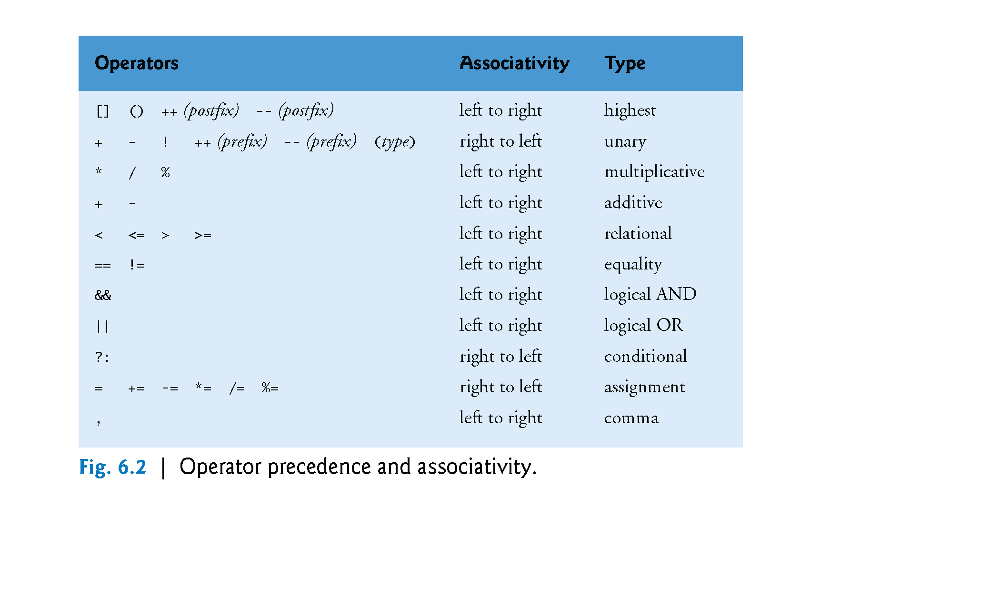 Operators Associativity Type
[] () ++ (postfix) -- (postfix) left to right highest
+ - ! ++ (prefix) -- (prefix) (type) right to left unary
* / % left to right multiplicative
+ - left to right additive
< <= > >= left to right relational
== != left to right equality
&& left to right logical AND
|| left to right logical OR
?: right to left conditional
= += -= *= /= %= right to left assignment
, left to right comma
Fig. 6.2 | Operator precedence and associativity.